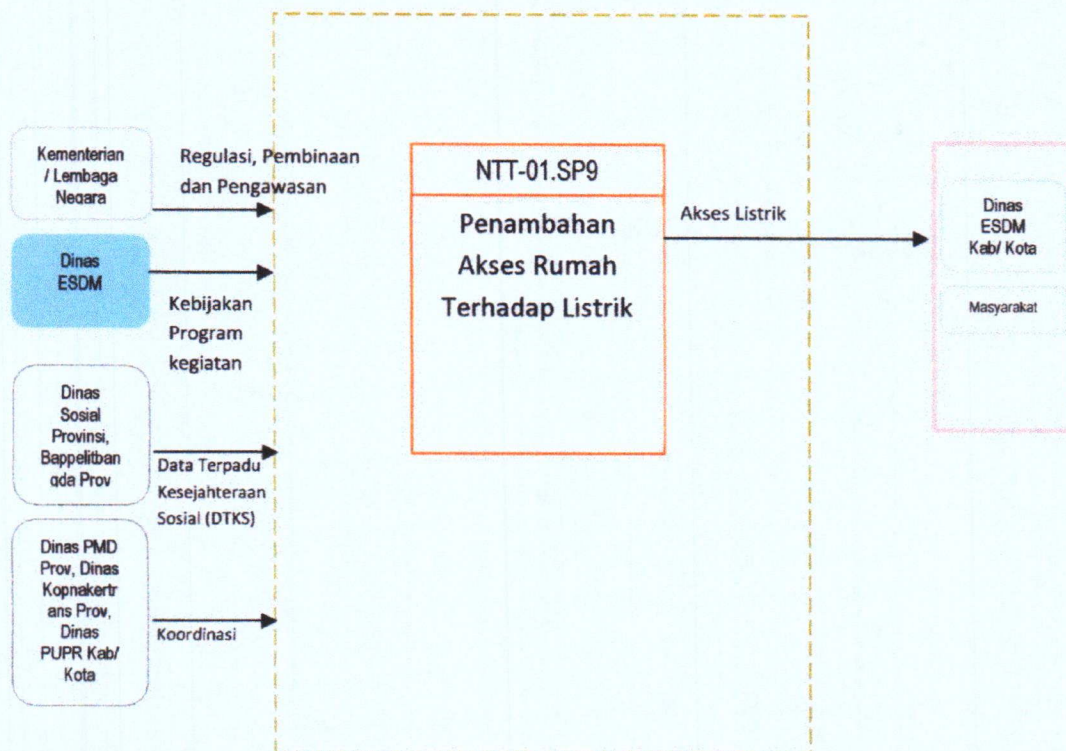 Kementerian
/ Lembaga
Negara
Regulasi, Pembinaan
dan Pengawasan
Dinas
ESDM
Kebijakan
Program
kegiatan
Dinas
Sosial
Provinsi,
Bappelitban
gda Prov
Data Terpadu
Kesejahteraan
Sosial (DTKS)
Dinas PMD
Prov, Dinas
Kopnakertr
ans Prov,
Dinas
PUPR Kab/
Kota
Koordinasi
NTT-01.SP9
Penambahan
Akses Rumah
Terhadap Listrik
Akses Listrik
Dinas
ESDM
Kab/ Kota
Masyarakat